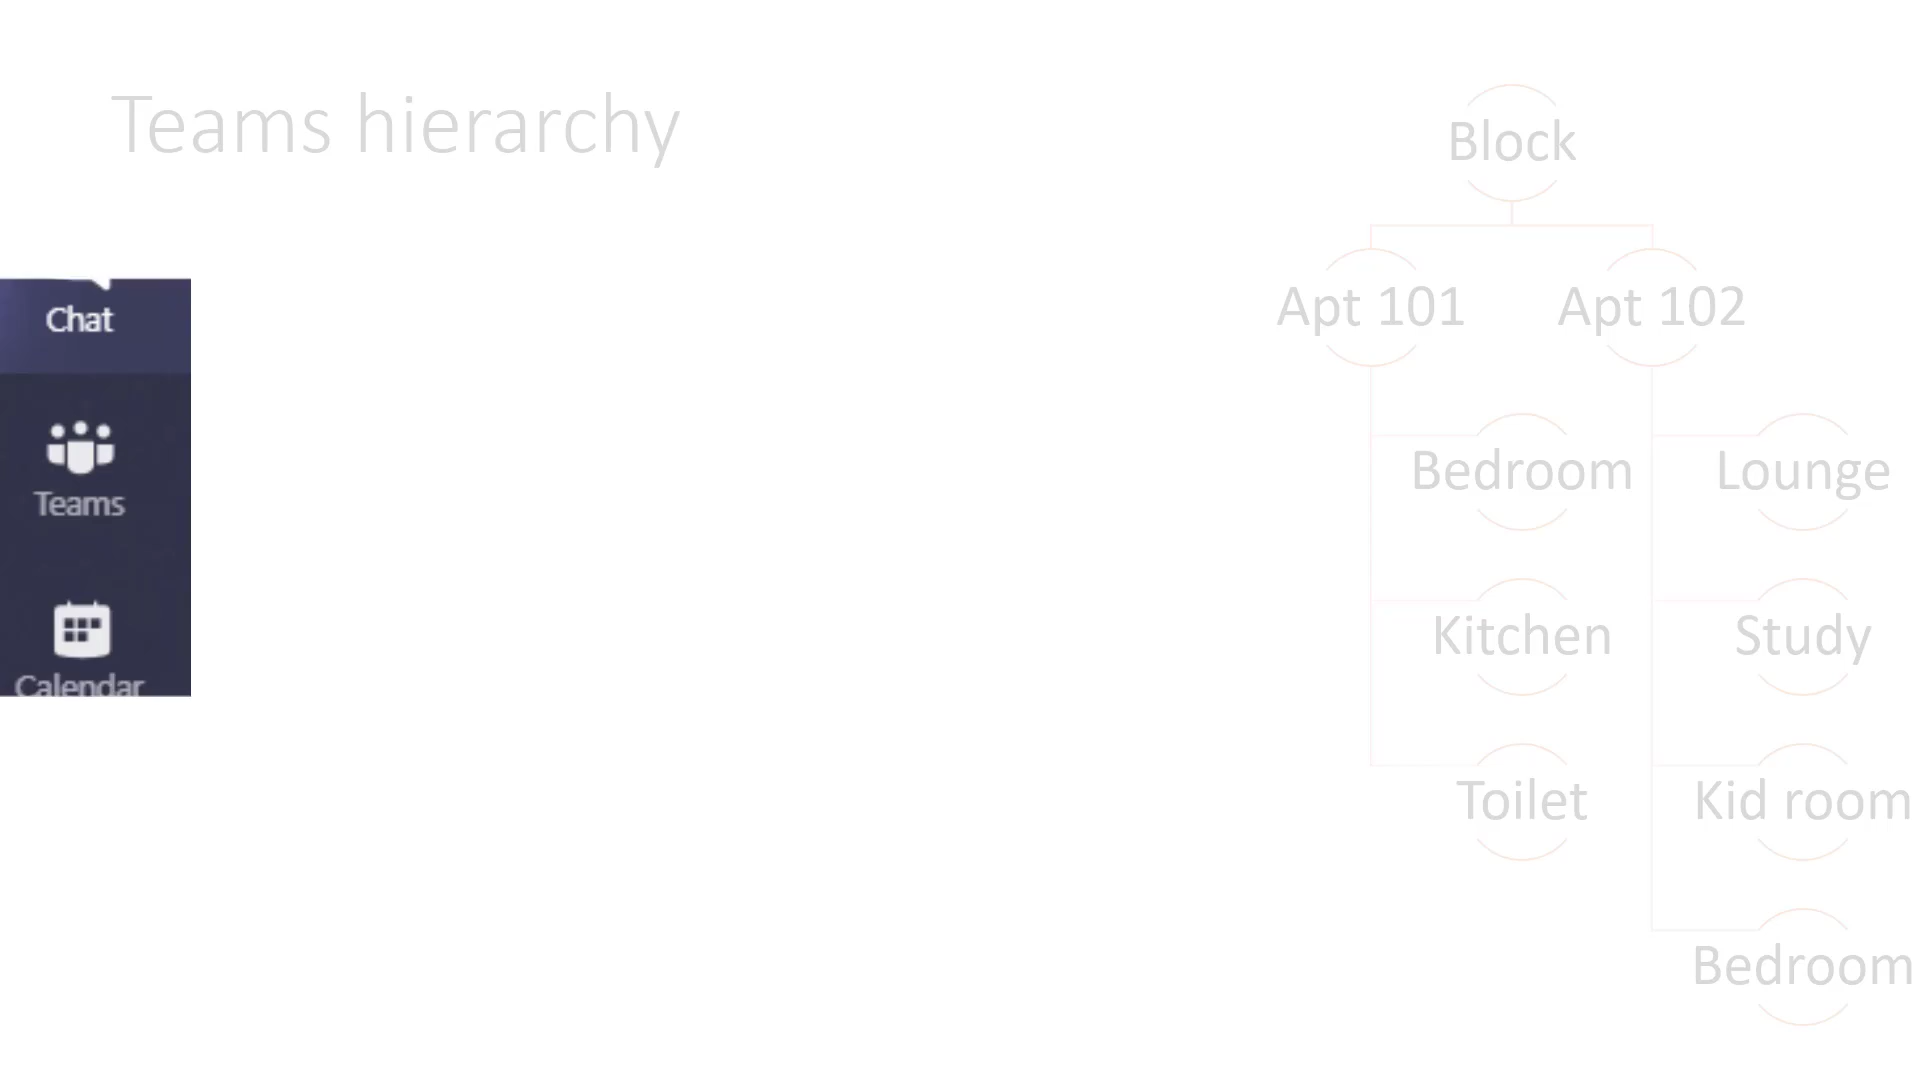 Teams hierarchy
Chat
Teams
Calendar
Block
Apt 101
Apt 102
Bedroom
Kitchen
Toilet
Lounge
Study
Kid room
Bedroom